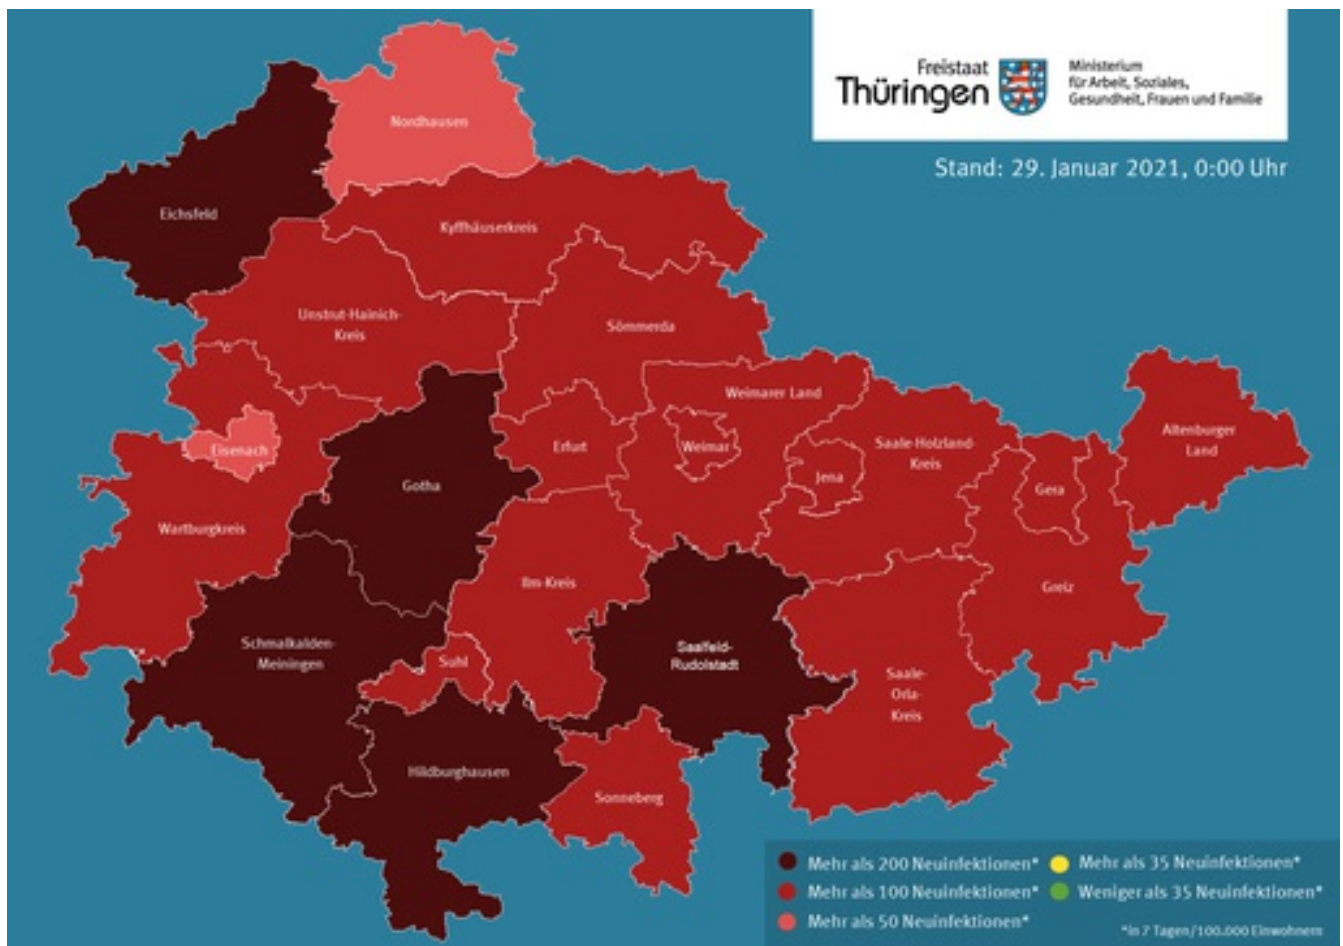 Freistaat
Thüringen
Ministerium
für Arbeit, Soziales,
Gesundheit, Frauen und Familie
Stand: 29. Januar 2021, 0:00 Uhr
Nordhausen
Eichsfeld
Kyffhäuserkreis
Unstrut-Hainich-
Kreis
Sömmerda
Weimarer Land
Eisenach
Erfurt
Weimar
Saale-Holzland-
Kreis
Altenburger
Land
Gotha
Jena
Gera
Wartburgkreis
Ilm-Kreis
Greiz
Schmalkalden-
Meiningen
Suhl
Saalfeld-
Rudolstadt
Saale-
Orla-
Kreis
Hildburghausen
Sonneberg
Mehr als 200 Neuinfektionen*
Mehr als 35 Neuinfektionen*
Mehr als 100 Neuinfektionen*
Weniger als 35 Neuinfektionen*
Mehr als 50 Neuinfektionen*
*in 7 Tagen/100.000 Einwohnern